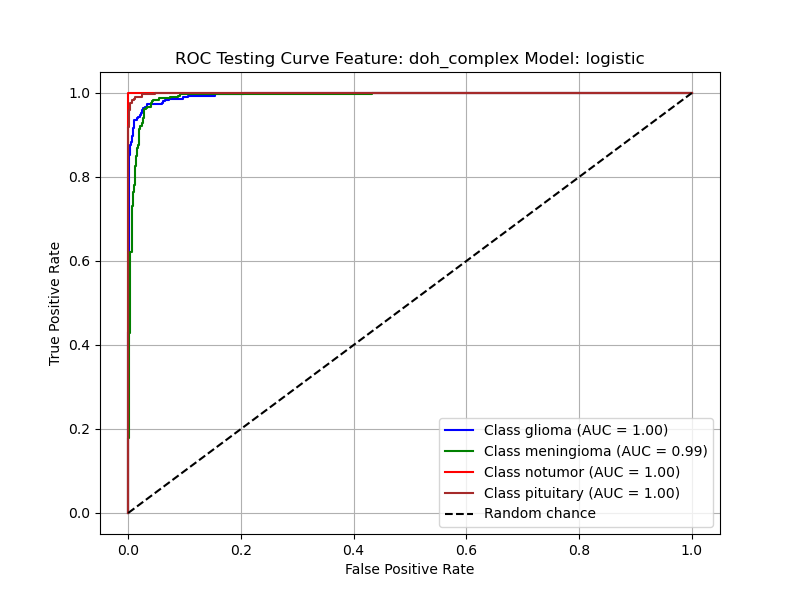 ROC Testing Curve Feature: doh_complex Model: logistic
True Positive Rate
1.0
0.8
0.6
0.4
0.2
0.0
Class glioma (AUC = 1.00)
Class meningioma (AUC = 0.99)
Class notumor (AUC = 1.00)
Class pituitary (AUC = 1.00)
Random chance
0.0 0.2 0.4 0.6 0.8 1.0
False Positive Rate